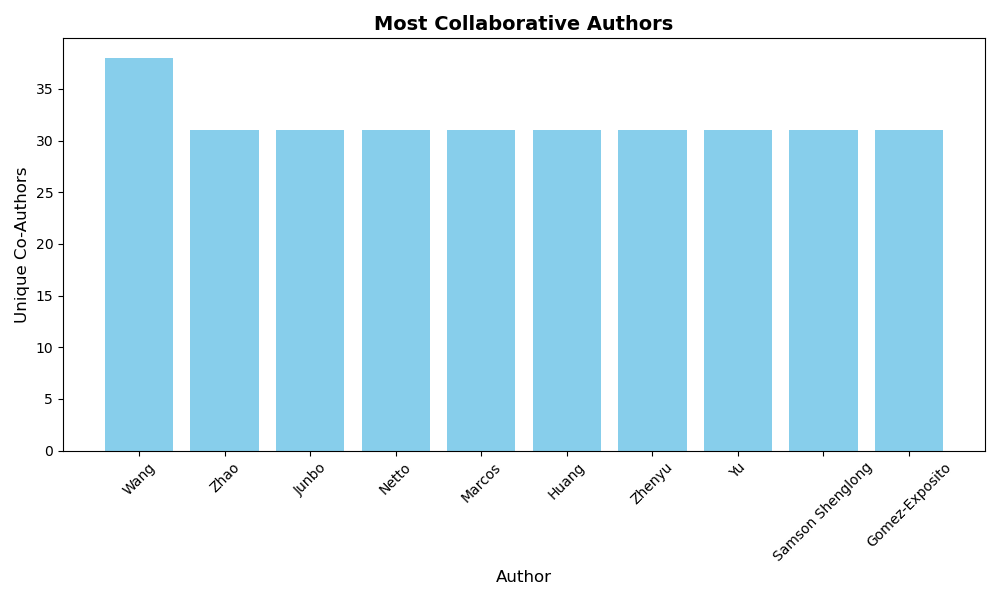 Most Collaborative Authors
Unique Co-Authors
35
30
25
20
15
10
5
0
Wang
Zhao
Junbo
Netto
Marcos
Huang
Zhenyu
Yu
Samson Shenglong
Gomez-Exposito
Author